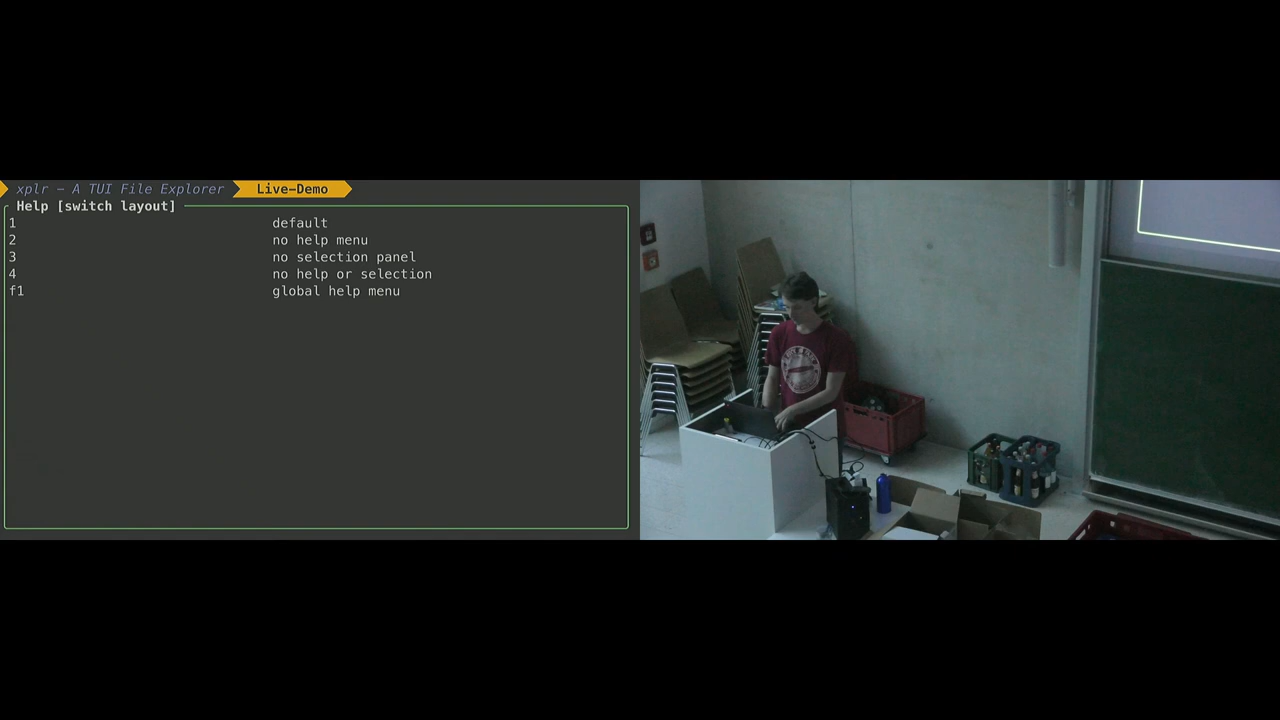 xplr – A TUI File Explorer Live-Demo
Help [switch layout]
1 default
2 no help menu
3 no selection panel
4 no help or selection
f1 global help menu